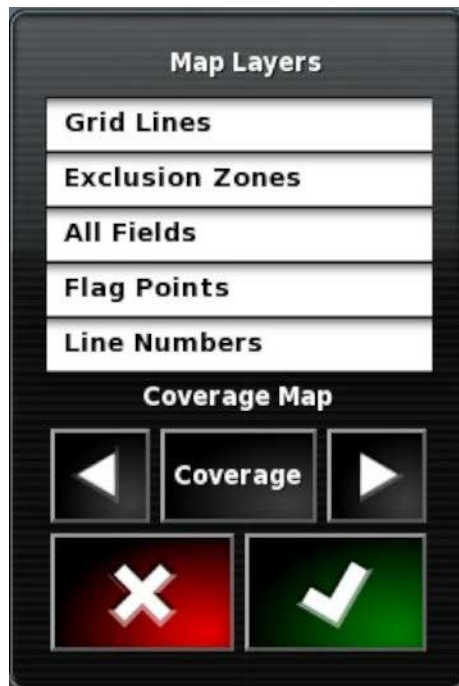 Map Layers
Grid Lines
Exclusion Zones
All Fields
Flag Points
Line Numbers
Coverage Map
Coverage